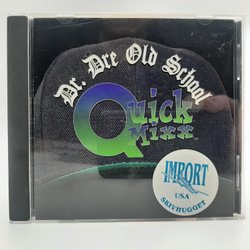 Dr. Dre Old School
Quick
Mixx
IMPORT
USA
SKIVHUGGET